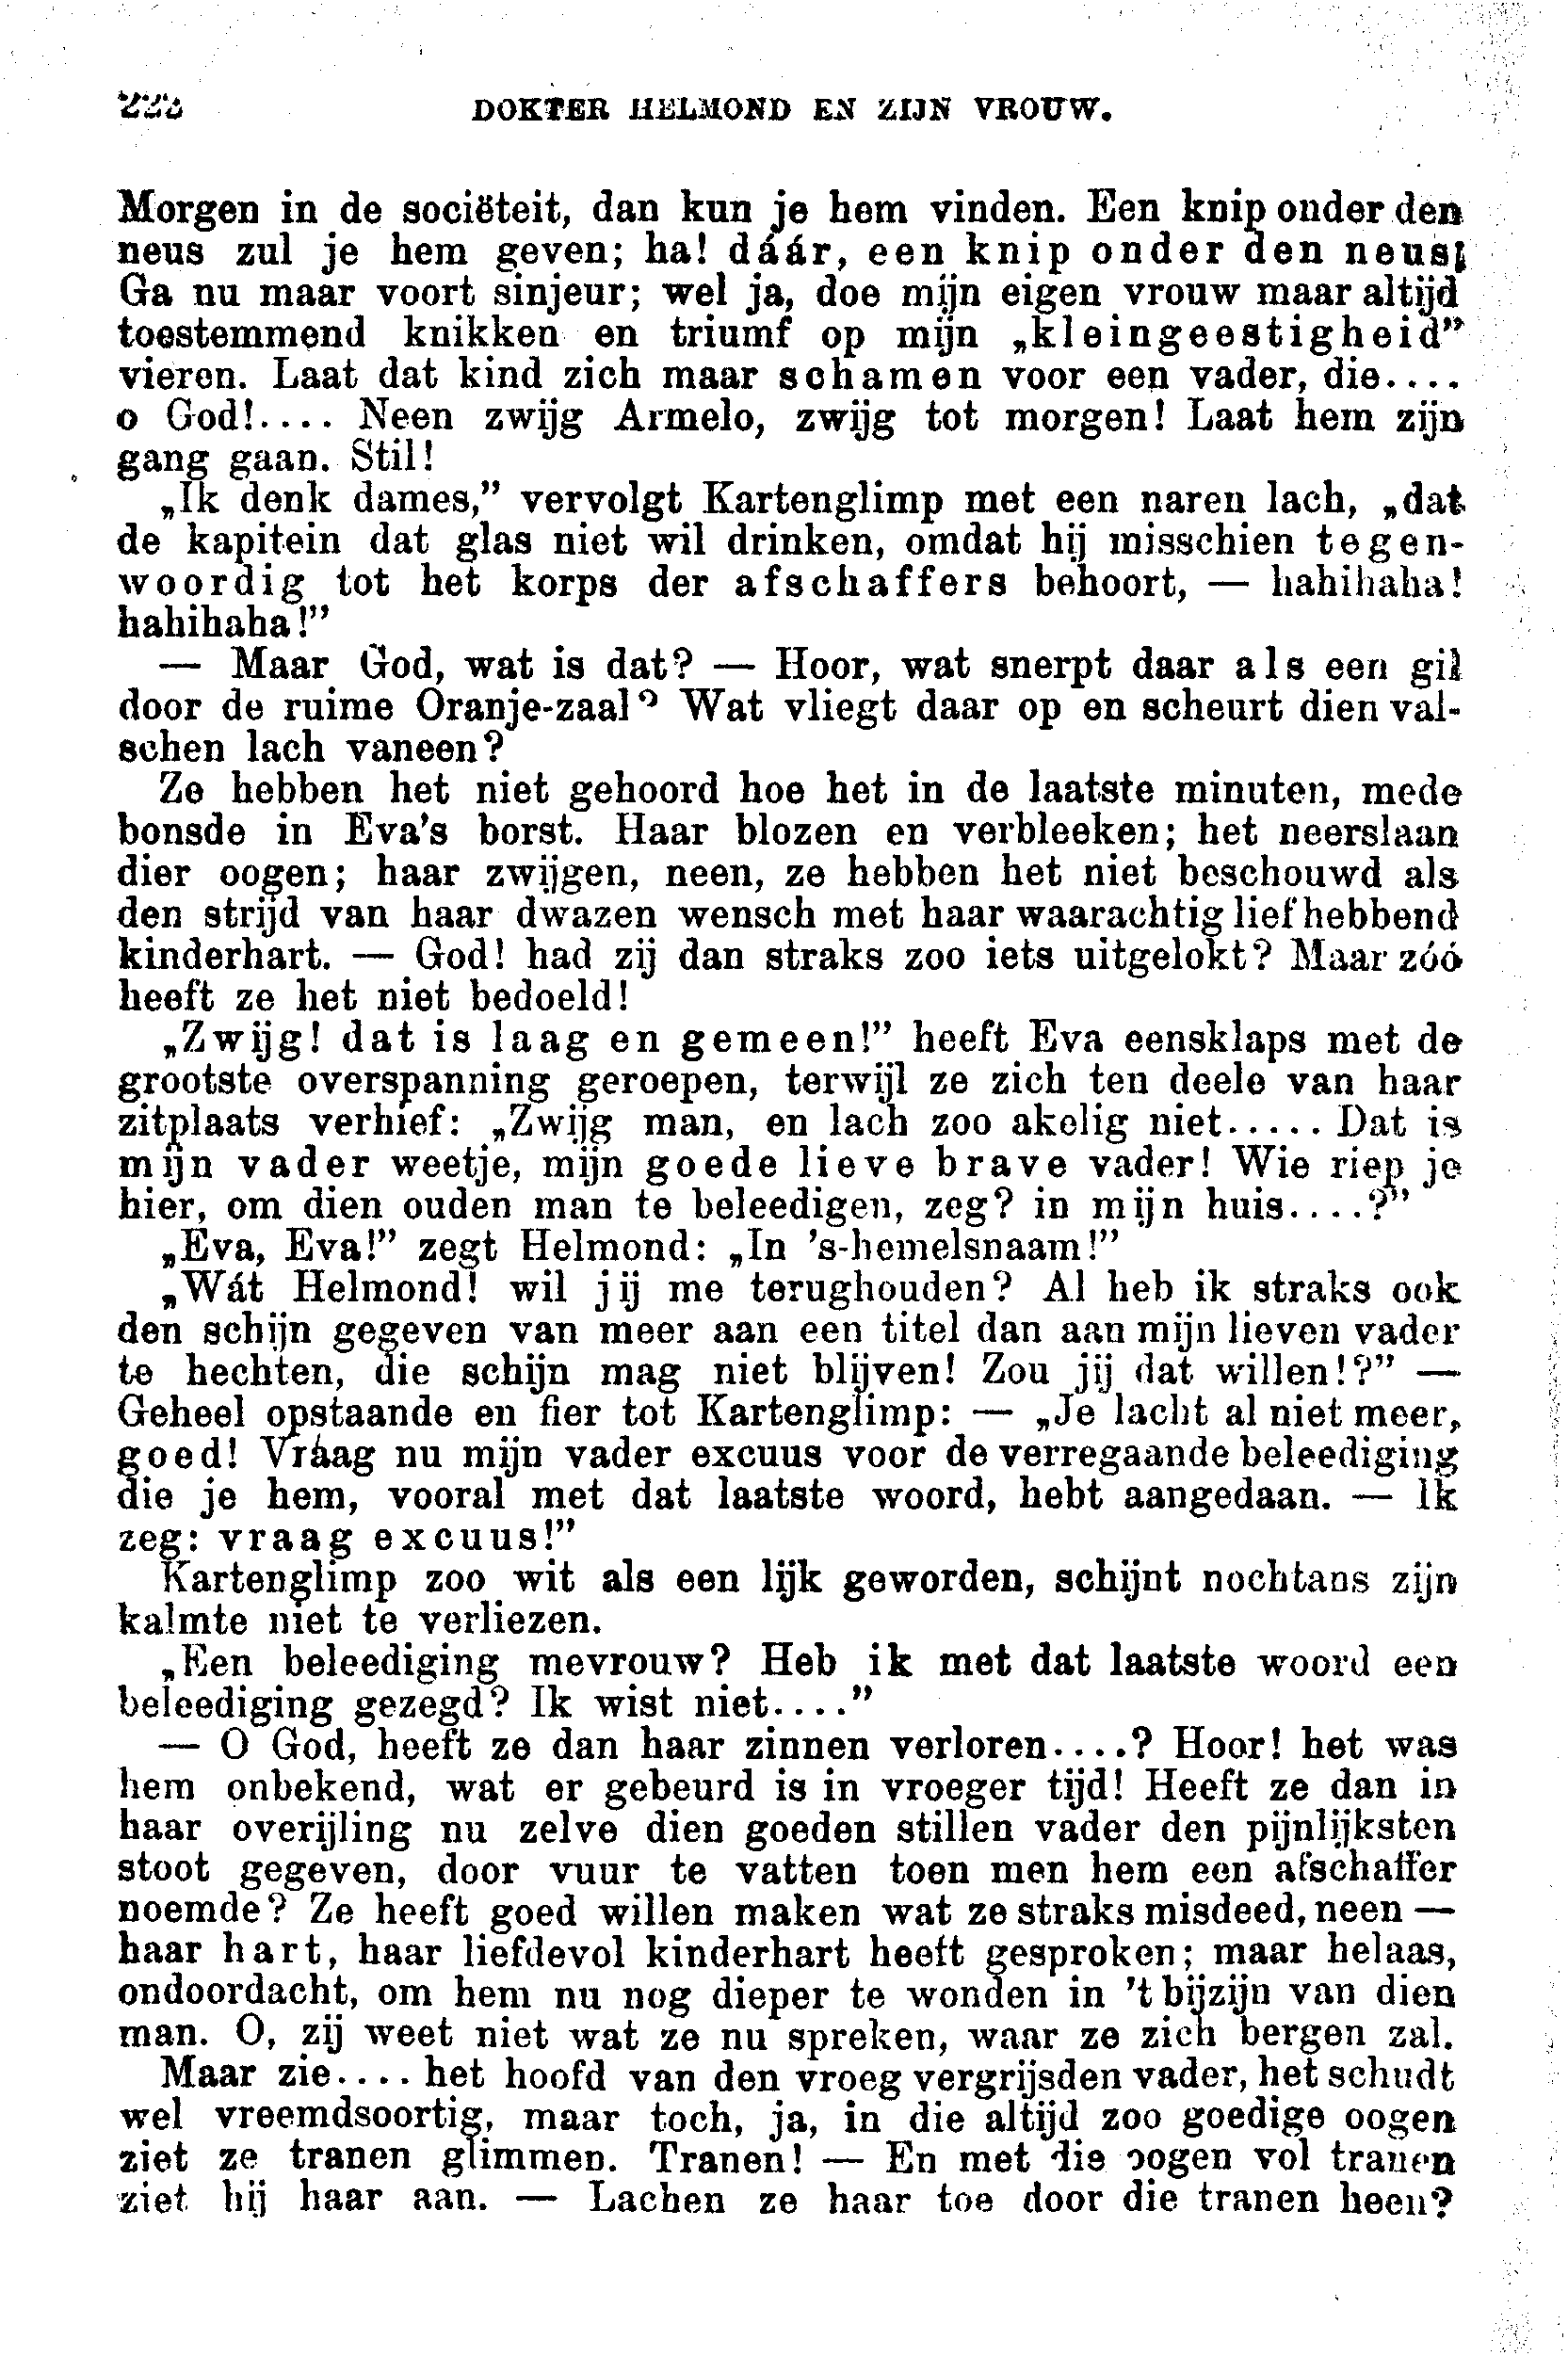 222 DOKTER HELMOND EN ZIJN VROUW.
Morgen in de sociëteit, dan kun je hem vinden. Een knip onder den
neus zul je hem geven; ha! dáár, een knip onder den neus!
Ga nu maar voort sinjeur; wel ja, doe mijn eigen vrouw maar altijd
toestemmend knikken en triumf op mijn „kleingeestigheid”
vieren. Laat dat kind zich maar schamen voor een vader, die....
o God!.... Neen zwijg Armelo, zwijg tot morgen! Laat hem zijn
gang gaan. Stil!
„Ik denk dames,” vervolgt Kartenglimp met een naren lach, „dat
de kapitein dat glas niet wil drinken, omdat hij misschien tegen-
woordig tot het korps der afschaffers behoort, — hahihaha!
hahihaha!”
— Maar God, wat is dat? — Hoor, wat snerpt daar als een gil
door de ruime Oranje-zaal? Wat vliegt daar op en scheurt dien val-
schen lach vaneen?
Ze hebben het niet gehoord hoe het in de laatste minuten, mede
bonsde in Eva's borst. Haar blozen en verbleeken; het neerslaan
dier oogen; haar zwijgen, neen, ze hebben het niet beschouwd als
den strijd van haar dwazen wensch met haar waarachtig liefhebbend
kinderhart. — God! had zij dan straks zoo iets uitgelokt? Maar zóó
heeft ze het niet bedoeld!
„Zwijg! dat is laag en gemeen!” heeft Eva eensklaps met de
grootste overspanning geroepen, terwijl ze zich ten deele van haar
zitplaats verhief: „Zwijg man, en lach zoo akelig niet..... Dat is
mijn vader weetje, mijn goede lieve brave vader! Wie riep je
hier, om dien ouden man te beleedigen, zeg? in mijn huis....?”
„Eva, Eva!” zegt Helmond: „In 's-hemelsnaam!”
„Wát Helmond! wil jij me terughouden? Al heb ik straks ook
den schijn gegeven van meer aan een titel dan aan mijn lieven vader
te hechten, die schijn mag niet blijven! Zou jij dat willen!?” —
Geheel opstaande en fier tot Kartenglimp: — „Je lacht al niet meer,
goed! Vráag nu mijn vader excuus voor de verregaande beleediging
die je hem, vooral met dat laatste woord, hebt aangedaan. — Ik
zeg: vraag excuus!”
Kartenglimp zoo wit als een lijk geworden, schijnt nochtans zijn
kalmte niet te verliezen.
„Een beleediging mevrouw? Heb ik met dat laatste woord een
beleediging gezegd? Ik wist niet....”
— O God, heeft ze dan haar zinnen verloren....? Hoor! het was
hem onbekend, wat er gebeurd is in vroeger tijd! Heeft ze dan in
haar overijling nu zelve dien goeden stillen vader den pijnlijksten
stoot gegeven, door vuur te vatten toen men hem een afschaffer
noemde? Ze heeft goed willen maken wat ze straks misdeed, neen —
haar hart, haar liefdevol kinderhart heeft gesproken; maar helaas,
ondoordacht, om hem nu nog dieper te wonden in 't bijzijn van dien
man. O, zij weet niet wat ze nu spreken, waar ze zich bergen zal.
Maar zie.... het hoofd van den vroeg vergrijsden vader, het schudt
wel vreemdsoortig, maar toch, ja, in die altijd zoo goedige oogen
ziet ze tranen glimmen. Tranen! — En met die oogen vol tranen
ziet hij haar aan. — Lachen ze haar toe door die tranen heen?